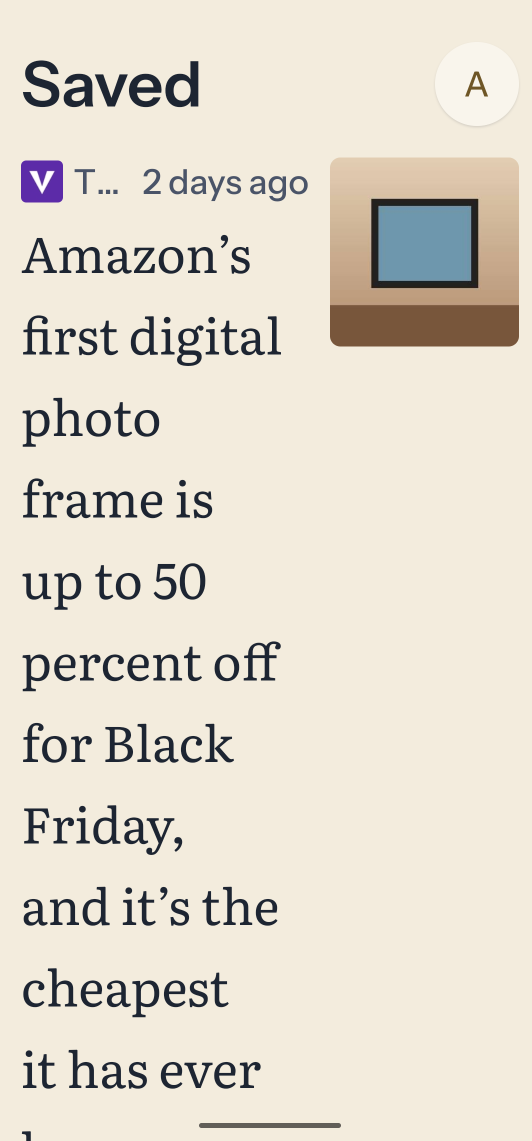 Saved
A
T... 2 days ago
Amazon’s
first digital
photo
frame is
up to 50
percent off
for Black
Friday,
and it’s the
cheapest
it has ever